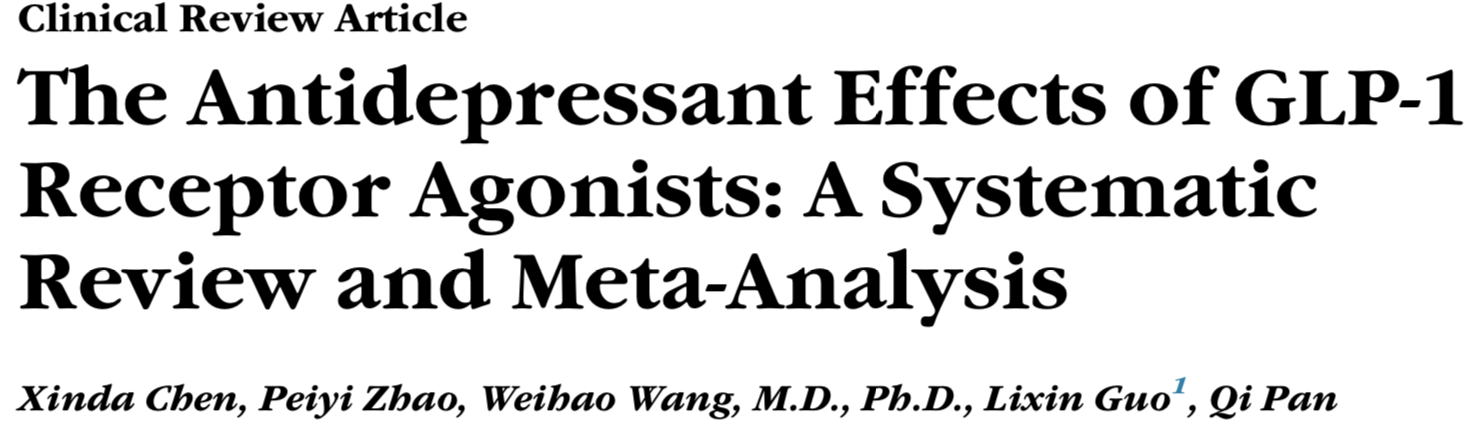 Clinical Review Article
The Antidepressant Effects of GLP-1
Receptor Agonists: A Systematic
Review and Meta-Analysis
Xinda Chen, Peiyi Zhao, Weihao Wang, M.D., Ph.D., Lixin Guo¹, Qi Pan